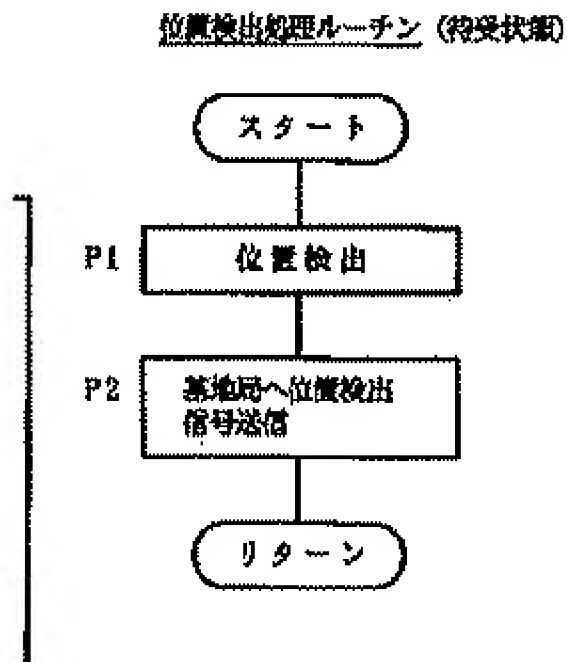 位置検出処理ルーチン (待受状態)
スタート
P1 位置検出
P2 基地局へ位置検出
信号送信
リターン